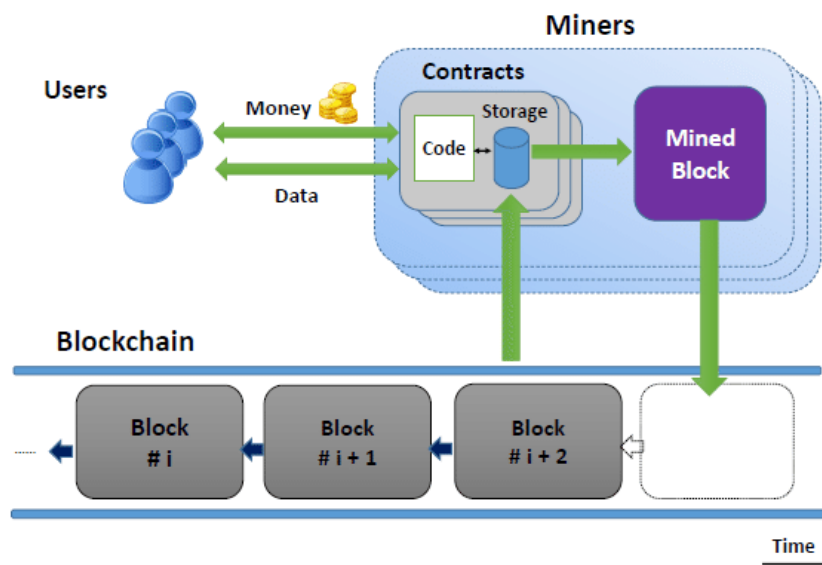 Miners
Contracts
Users
Money
Storage
Code
Mined
Block
Data
Blockchain
Block
# i
Block
# i + 1
Block
# i + 2
Time